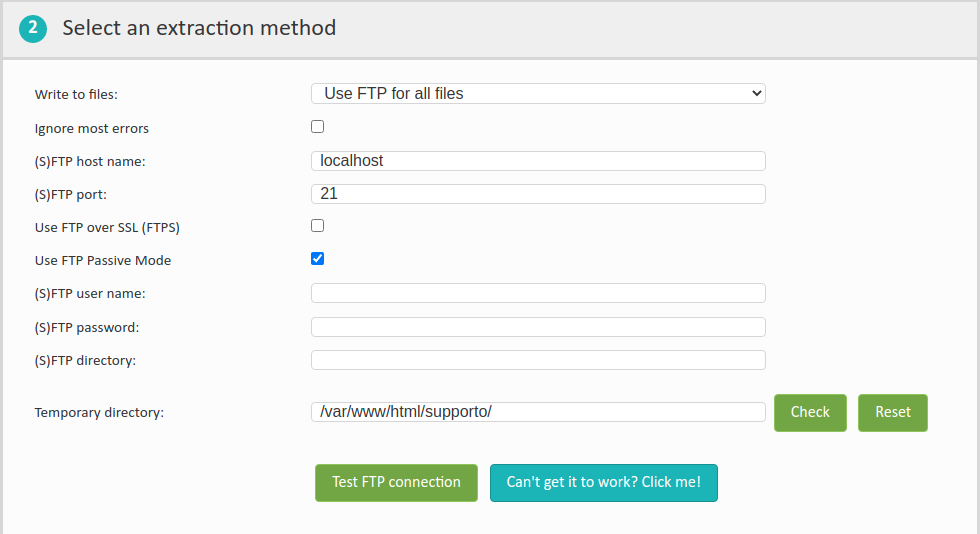 2 Select an extraction method
Write to files: Use FTP for all files
Ignore most errors
(S)FTP host name: localhost
(S)FTP port: 21
Use FTP over SSL (FTPS)
Use FTP Passive Mode
(S)FTP user name:
(S)FTP password:
(S)FTP directory:
Temporary directory: /var/www/html/supporto/ Check Reset
Test FTP connection Can't get it to work? Click me!